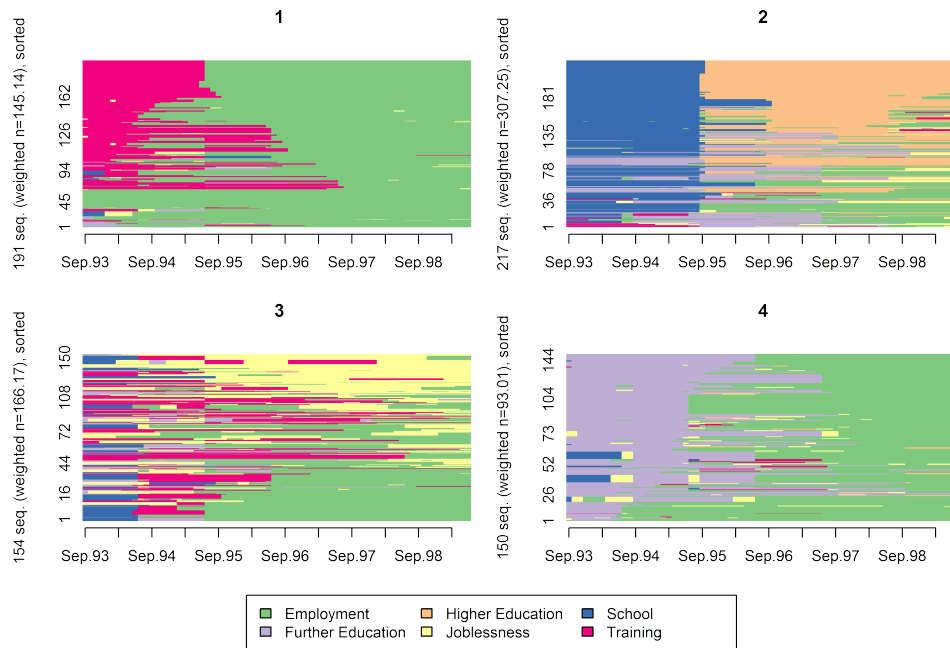 1
191 seq. (weighted n=145.14), sorted
162
126
94
45
1
Sep.93 Sep.94 Sep.95 Sep.96 Sep.97 Sep.98
2
217 seq. (weighted n=307.25), sorted
181
135
78
36
1
Sep.93 Sep.94 Sep.95 Sep.96 Sep.97 Sep.98
3
154 seq. (weighted n=166.17), sorted
150
108
72
44
16
1
Sep.93 Sep.94 Sep.95 Sep.96 Sep.97 Sep.98
4
150 seq. (weighted n=93.01), sorted
144
104
73
52
26
1
Sep.93 Sep.94 Sep.95 Sep.96 Sep.97 Sep.98
Employment Higher Education School
Further Education Joblessness Training